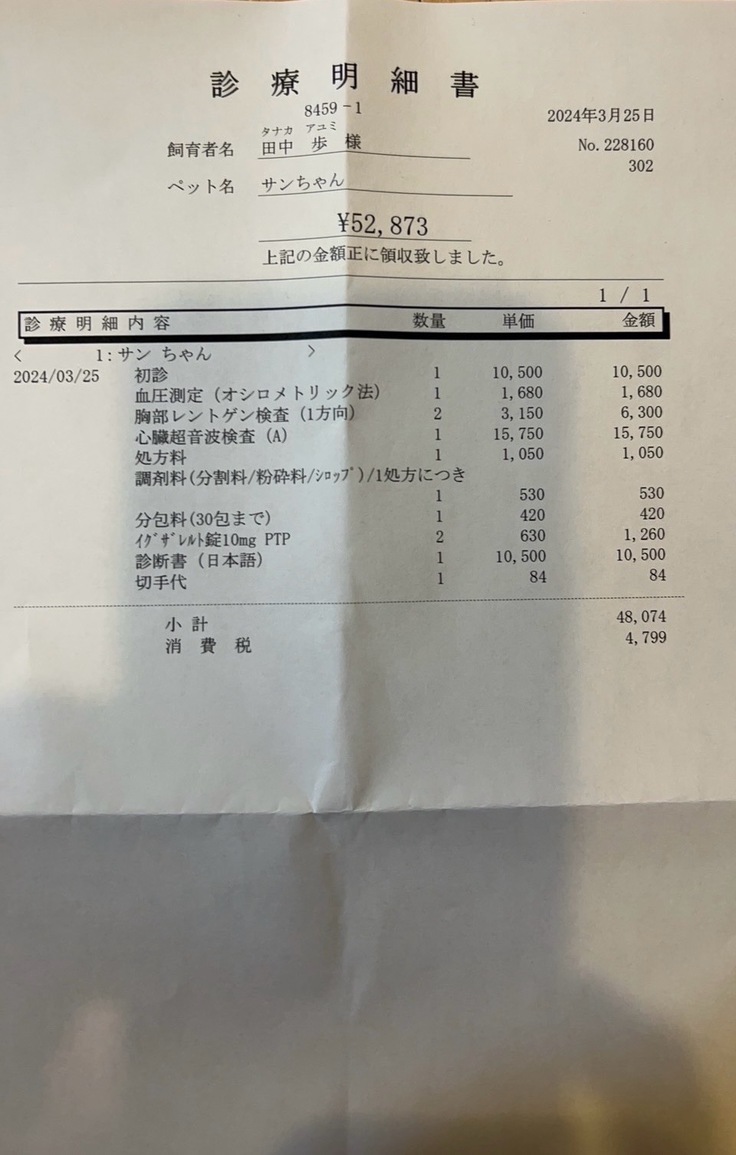 診療明細書
8459-1
2024年3月25日
タナカ アユミ
飼育者名 田中 歩 様
No.228160
302
ペット名 サンちゃん
¥52,873
上記の金額正に領収致しました。
1 / 1
診療明細内容 数量 単価 金額
< 1:サン ちゃん >
2024/03/25 初診 1 10,500 10,500
血圧測定（オシロメトリック法） 1 1,680 1,680
胸部レントゲン検査（1方向） 2 3,150 6,300
心臓超音波検査（A） 1 15,750 15,750
処方料 1 1,050 1,050
調剤料(分割料/粉砕料/ｼﾛｯﾌﾟ)/1処方につき
1 530 530
分包料(30包まで) 1 420 420
ｲｸﾞｻﾞﾚﾙﾄ錠10mg PTP 2 630 1,260
診断書（日本語） 1 10,500 10,500
切手代 1 84 84
小計 48,074
消費税 4,799